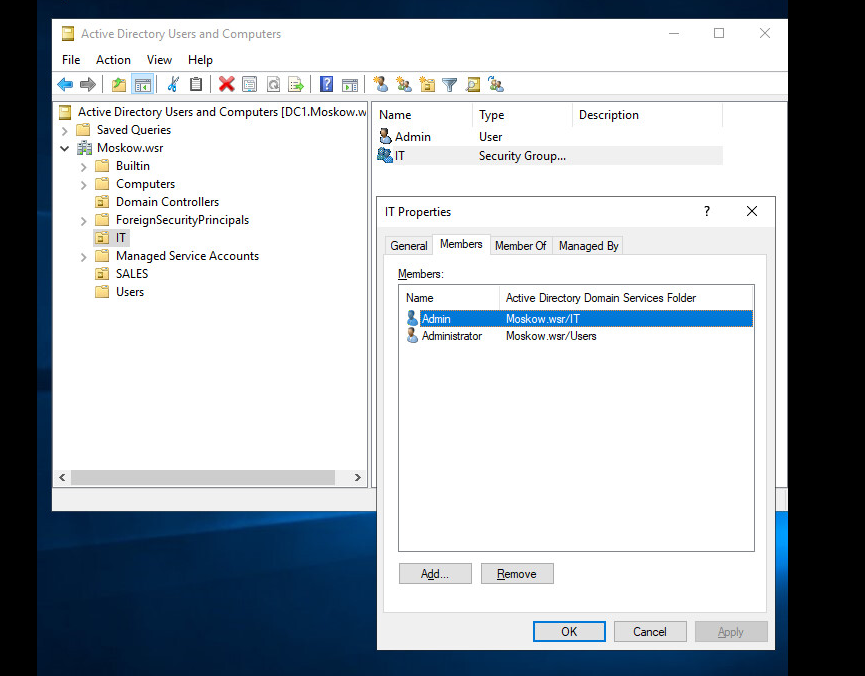 Active Directory Users and Computers
File Action View Help
Active Directory Users and Computers [DC1.Moskow.w
Saved Queries
Moskow.wsr
Builtin
Computers
Domain Controllers
ForeignSecurityPrincipals
IT
Managed Service Accounts
SALES
Users
Name Type Description
Admin User
IT Security Group...
IT Properties
General Members Member Of Managed By
Members:
Name Active Directory Domain Services Folder
Admin Moskow.wsr/IT
Administrator Moskow.wsr/Users
Add... Remove
OK Cancel Apply